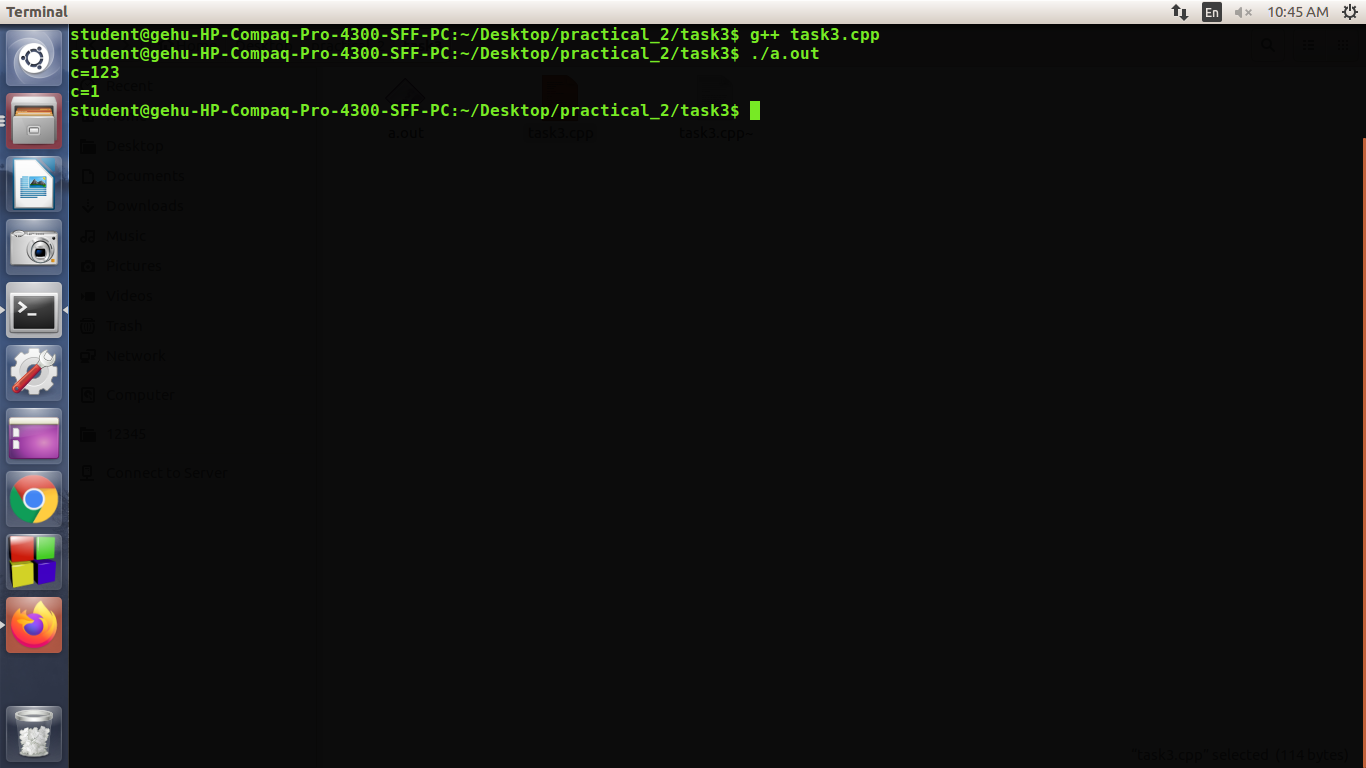 Terminal
En
10:45 AM
student@gehu-HP-Compaq-Pro-4300-SFF-PC:~/Desktop/practical_2/task3$ g++ task3.cpp
student@gehu-HP-Compaq-Pro-4300-SFF-PC:~/Desktop/practical_2/task3$ ./a.out
c=123
c=1
student@gehu-HP-Compaq-Pro-4300-SFF-PC:~/Desktop/practical_2/task3$
Recent
a.out
task3.cpp
task3.cpp~
Desktop
Documents
Downloads
Music
Pictures
Videos
Trash
Network
Computer
17345
Connect to Server
"task3.cpp" selected (114 bytes)